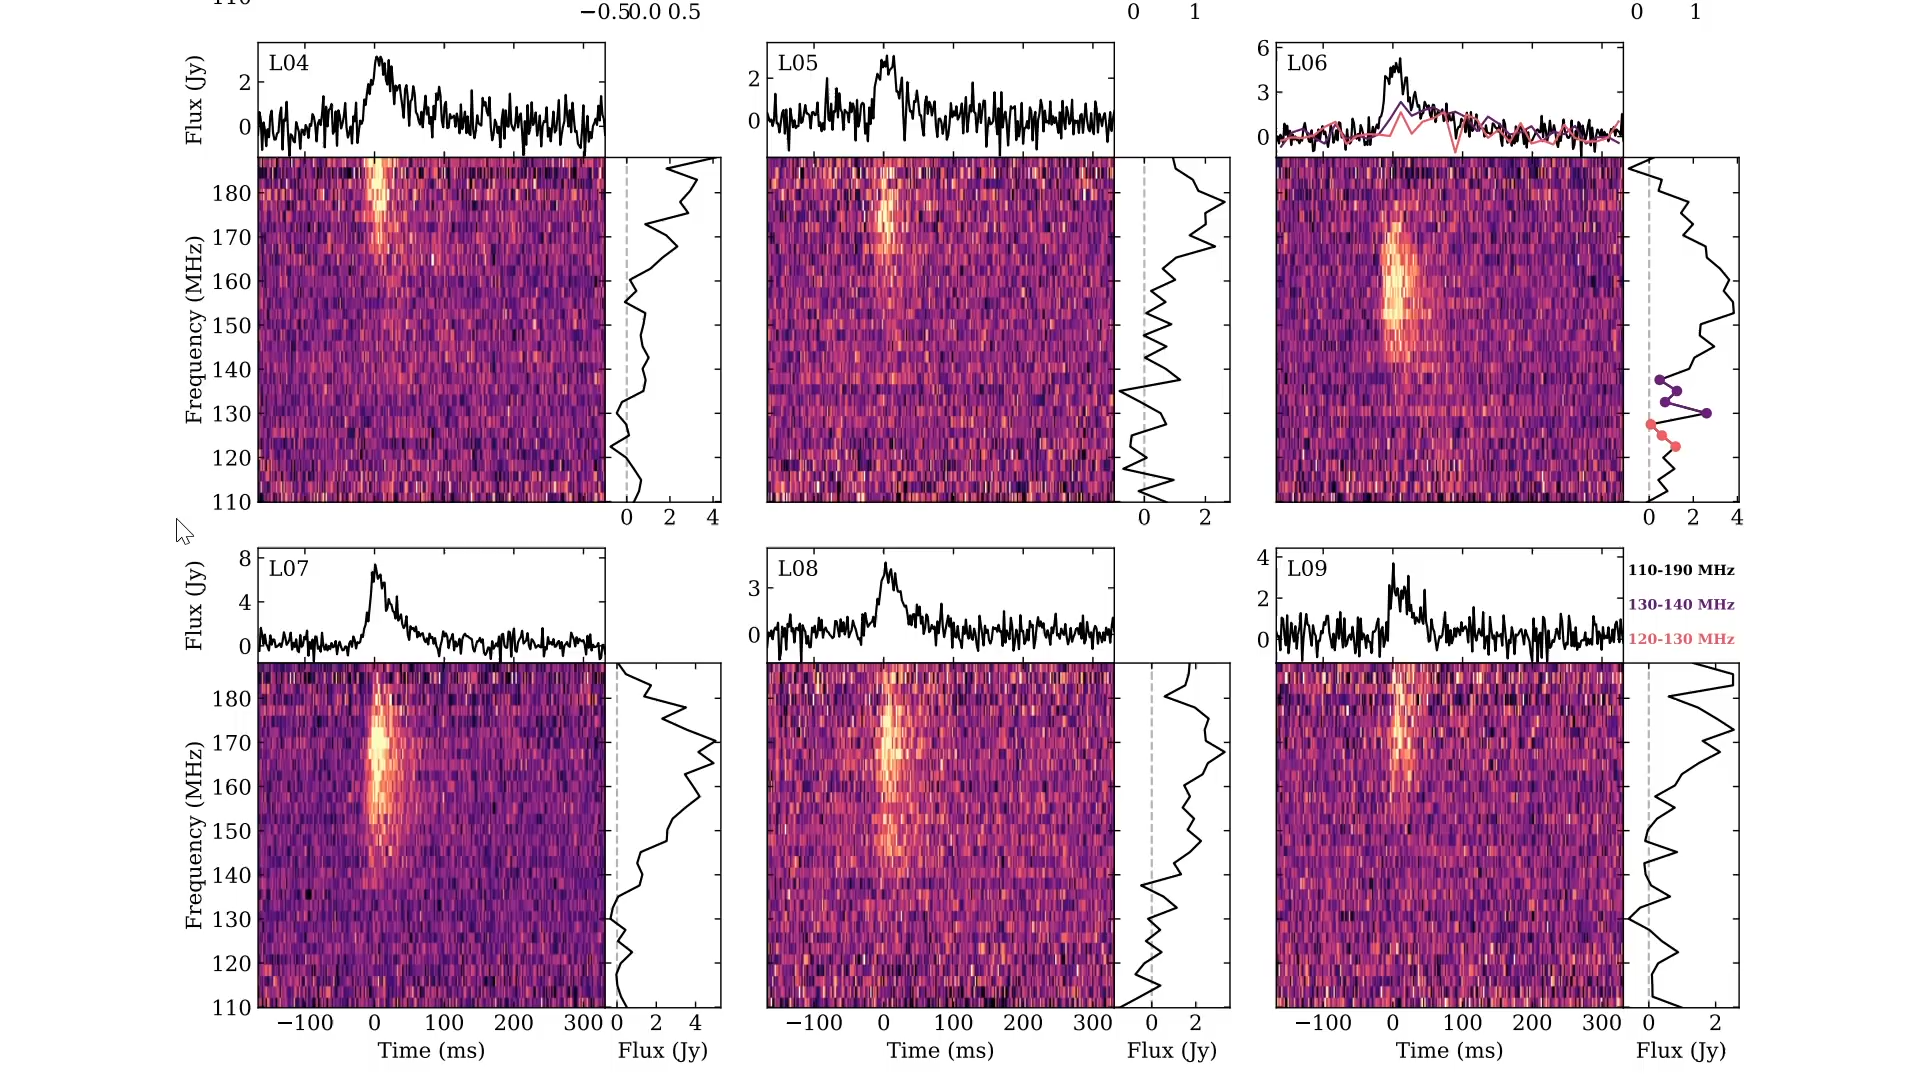 −0.5 0.0 0.5
0 1
0 1
L04
L05
L06
Flux (Jy)
2
0
2
0
6
3
0
Frequency (MHz)
180
170
160
150
140
130
120
110
0 2 4
0 2
0 2 4
L07
L08
L09
Flux (Jy)
8
4
0
3
0
4
2
0
110-190 MHz
130-140 MHz
120-130 MHz
Frequency (MHz)
180
170
160
150
140
130
120
110
−100 0 100 200 300
0 2 4
−100 0 100 200 300
0 2
−100 0 100 200 300
0 2
Time (ms)
Flux (Jy)
Time (ms)
Flux (Jy)
Time (ms)
Flux (Jy)